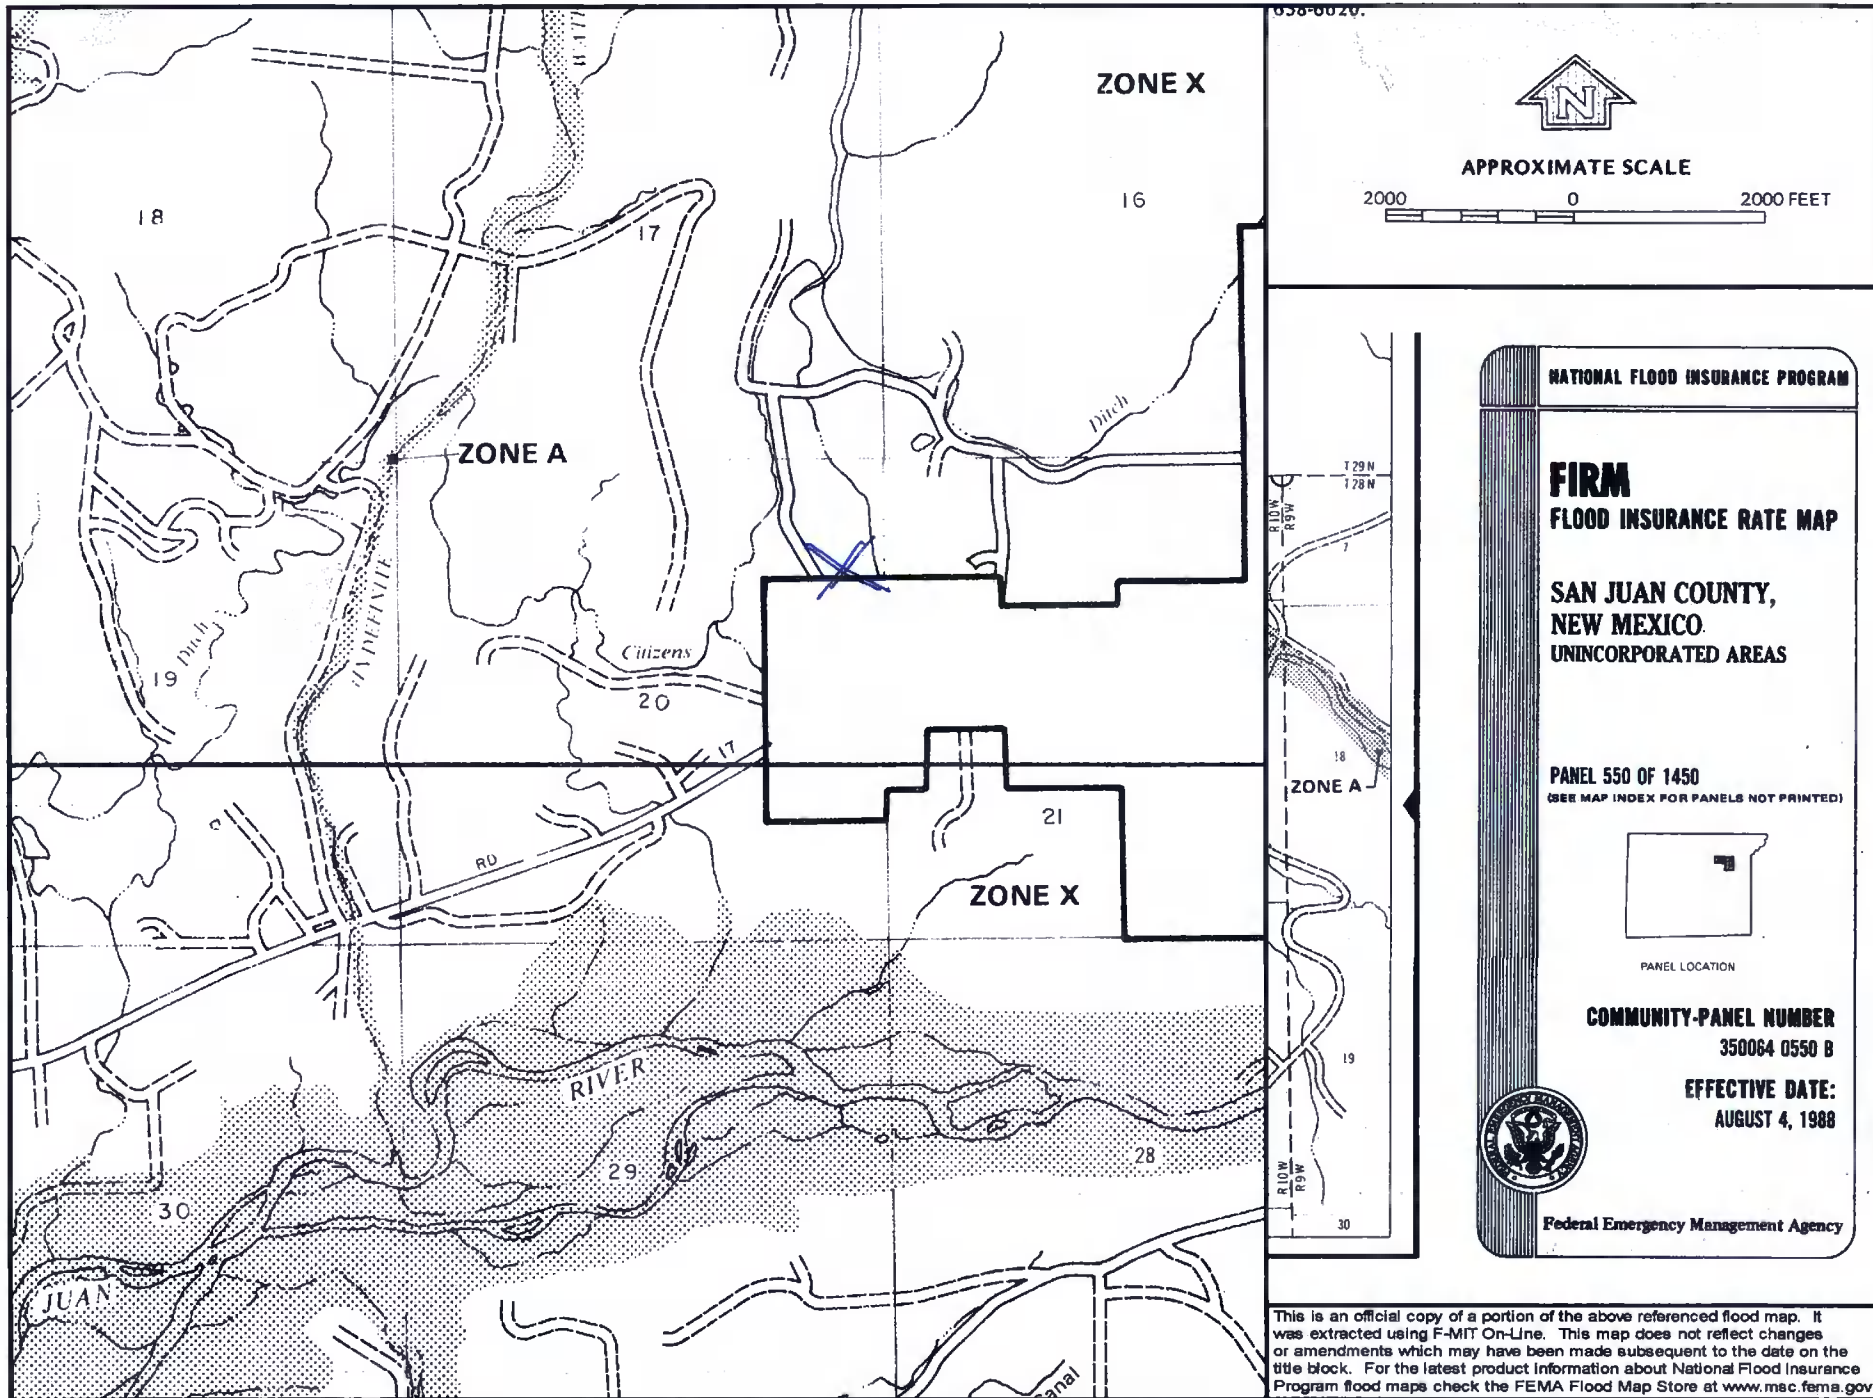 ZONE X
16
18
17
ZONE A
Ditch
INDEFINITE
Ditch
19
Citizens
20
17
RD
21
ZONE X
RIVER
29
28
30
JUAN
APPROXIMATE SCALE
2000 0 2000 FEET
T29N
T28N
R10W
R9W
7
18
ZONE A
19
R10W
R9W
30
NATIONAL FLOOD INSURANCE PROGRAM
FIRM
FLOOD INSURANCE RATE MAP
SAN JUAN COUNTY,
NEW MEXICO
UNINCORPORATED AREAS
PANEL 550 OF 1450
(SEE MAP INDEX FOR PANELS NOT PRINTED)
PANEL LOCATION
COMMUNITY-PANEL NUMBER
350064 0550 B
EFFECTIVE DATE:
AUGUST 4, 1988
Federal Emergency Management Agency
This is an official copy of a portion of the above referenced flood map. It
was extracted using F-MIT On-Line. This map does not reflect changes
or amendments which may have been made subsequent to the date on the
title block. For the latest product information about National Flood Insurance
Program flood maps check the FEMA Flood Map Store at www.msc.fema.gov